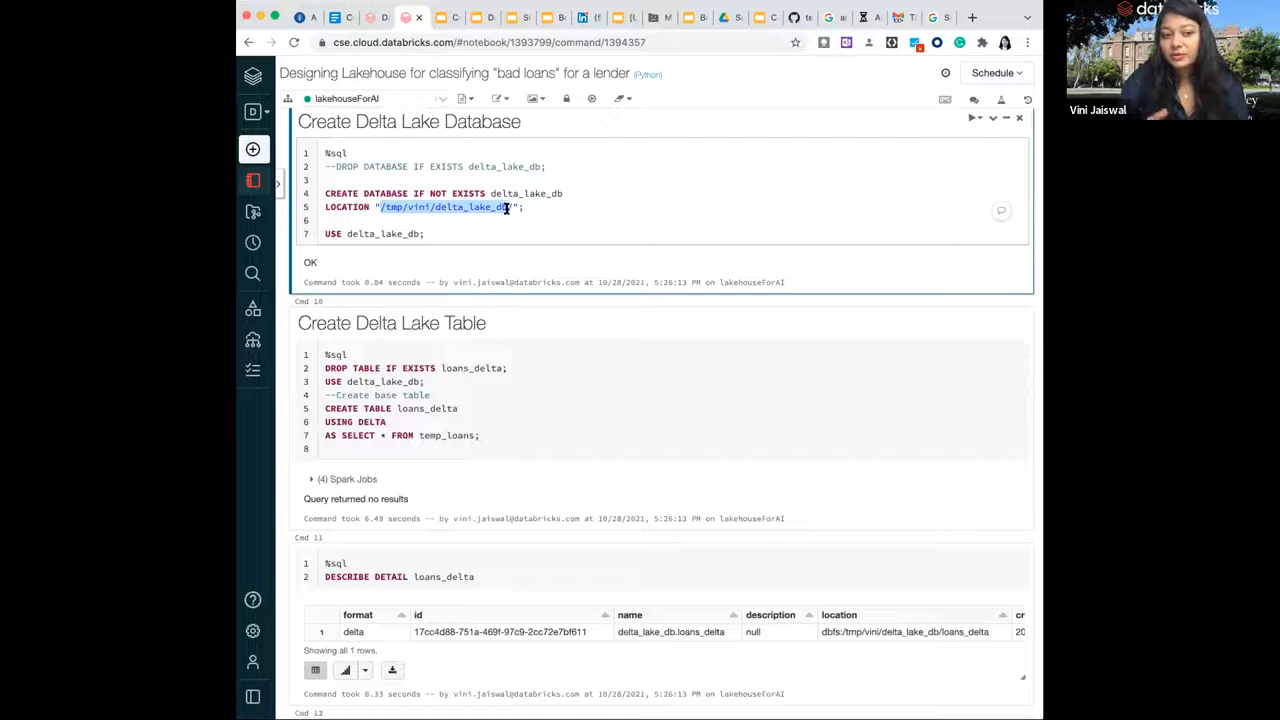 A
C
D.
C
D
St
B
(5
[L
M
B
S
C
te
ai
A
T
S
cse.cloud.databricks.com/#notebook/1393799/command/1394357
databricks
Vini Jaiswal
Designing Lakehouse for classifying "bad loans" for a lender (Python)
Schedule
D
lakehouseForAI
Create Delta Lake Database
1 %sql
2 --DROP DATABASE IF EXISTS delta_lake_db;
3
4 CREATE DATABASE IF NOT EXISTS delta_lake_db
5 LOCATION "/tmp/vini/delta_lake_db/";
6
7 USE delta_lake_db;
OK
Command took 0.04 seconds -- by vini.jaiswal@databricks.com at 10/28/2021, 5:26:13 PM on lakehouseForAI
Cmd 10
Create Delta Lake Table
1 %sql
2 DROP TABLE IF EXISTS loans_delta;
3 USE delta_lake_db;
4 --Create base table
5 CREATE TABLE loans_delta
6 USING DELTA
7 AS SELECT * FROM temp_loans;
8
(4) Spark Jobs
Query returned no results
Command took 6.49 seconds -- by vini.jaiswal@databricks.com at 10/28/2021, 5:26:13 PM on lakehouseForAI
Cmd 11
1 %sql
2 DESCRIBE DETAIL loans_delta
format id name description location cr
1 delta 17cc4d88-751a-469f-97c9-2cc72e7bf611 delta_lake_db.loans_delta null dbfs:/tmp/vini/delta_lake_db/loans_delta 20
Showing all 1 rows.
Command took 0.33 seconds -- by vini.jaiswal@databricks.com at 10/28/2021, 5:26:13 PM on lakehouseForAI
Cmd 12